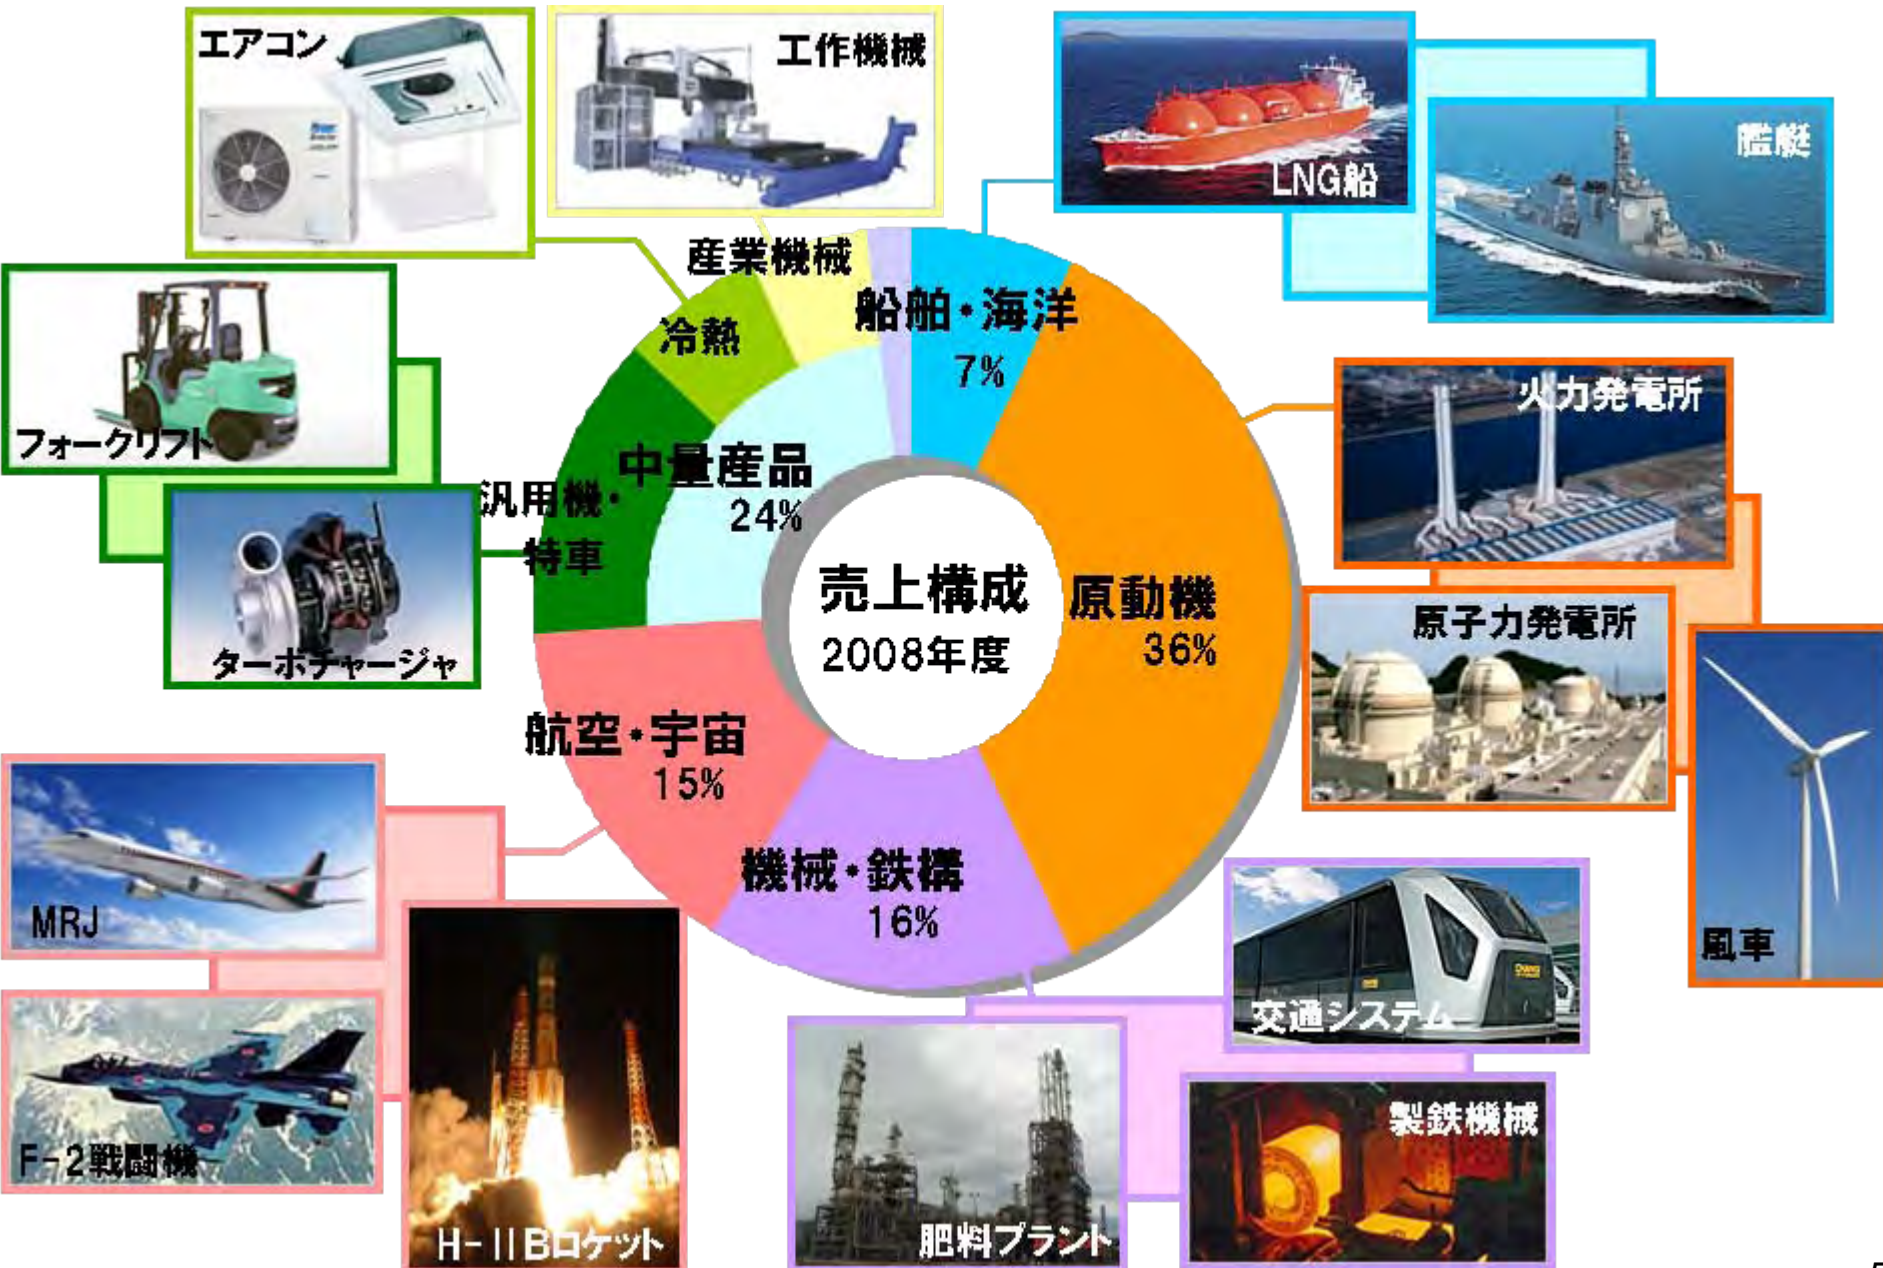 エアコン
工作機械
LNG船
艦艇
産業機械
船舶・海洋
7%
冷熱
フォークリフト
火力発電所
中量産品
24%
汎用機・
特車
ターボチャージャ
売上構成
2008年度
原動機
36%
原子力発電所
航空・宇宙
15%
機械・鉄構
16%
MRJ
風車
交通システム
F-2戦闘機
製鉄機械
H-IIBロケット
肥料プラント